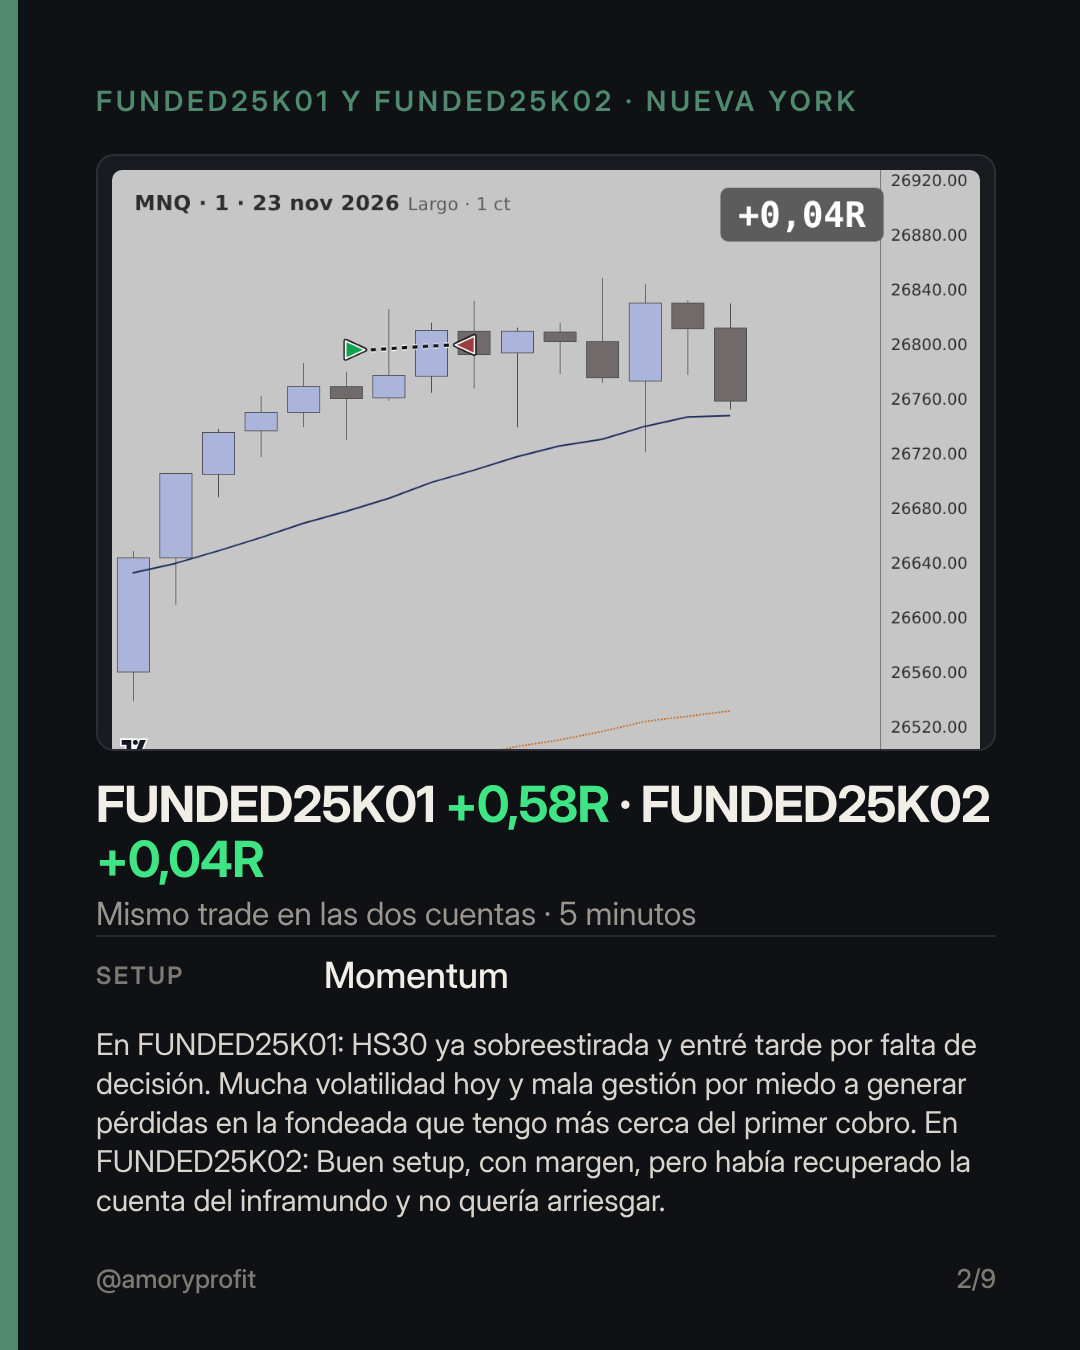 FUNDED25K01 Y FUNDED25K02 · NUEVA YORK
MNQ · 1 · 23 nov 2026 Largo · 1 ct
+0,04R
26920.00
26880.00
26840.00
26800.00
26760.00
26720.00
26680.00
26640.00
26600.00
26560.00
26520.00
FUNDED25K01 +0,58R · FUNDED25K02
+0,04R
Mismo trade en las dos cuentas · 5 minutos
SETUP Momentum
En FUNDED25K01: HS30 ya sobreestirada y entré tarde por falta de
decisión. Mucha volatilidad hoy y mala gestión por miedo a generar
pérdidas en la fondeada que tengo más cerca del primer cobro. En
FUNDED25K02: Buen setup, con margen, pero había recuperado la
cuenta del inframundo y no quería arriesgar.
@amoryprofit
2/9